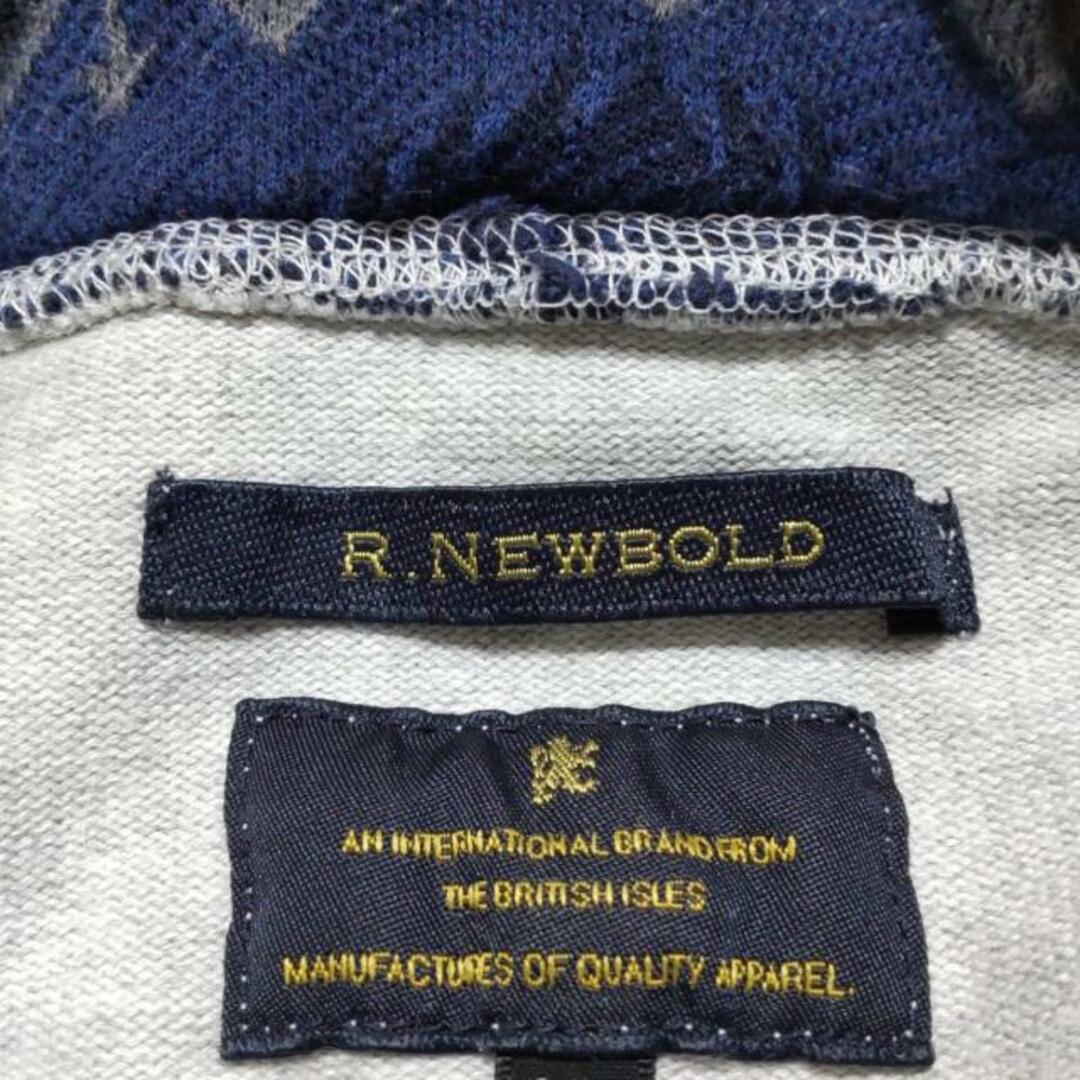 R.NEWBOLD
AN INTERNATIONAL BRAND FROM
THE BRITISH ISLES
MANUFACTURES OF QUALITY APPAREL.